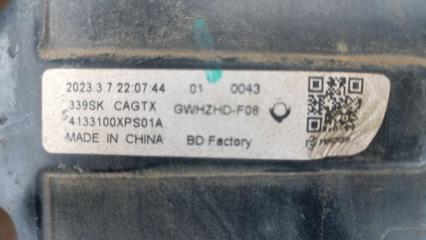 2023.3.7 22:07:44 01 0043
339SK CAGTX GWHZHD-F08
4133100XPS01A
MADE IN CHINA BD Factory